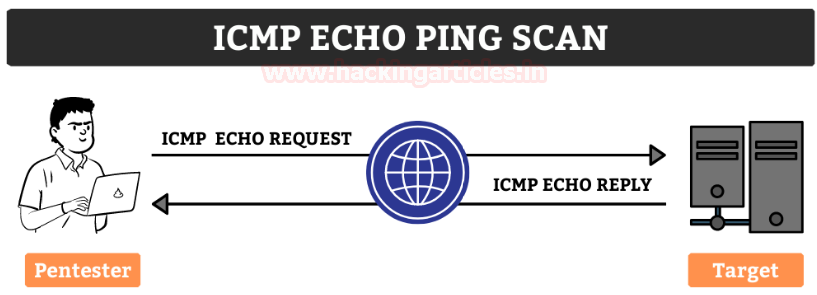 ICMP ECHO PING SCAN
www.hackingarticles.in
ICMP ECHO REQUEST
ICMP ECHO REPLY
Pentester
Target